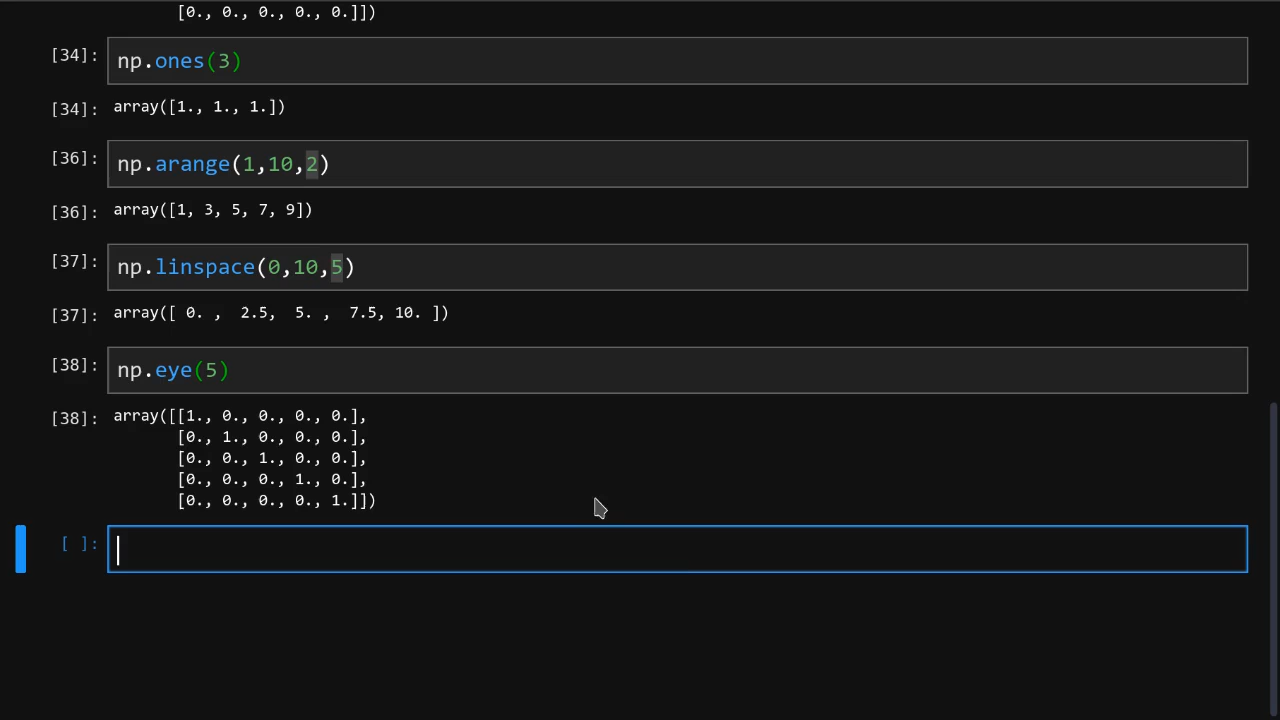 [0., 0., 0., 0., 0.]])
[34]: np.ones(3)
[34]: array([1., 1., 1.])
[36]: np.arange(1,10,2)
[36]: array([1, 3, 5, 7, 9])
[37]: np.linspace(0,10,5)
[37]: array([ 0. ,  2.5,  5. ,  7.5, 10. ])
[38]: np.eye(5)
[38]: array([[1., 0., 0., 0., 0.],
[0., 1., 0., 0., 0.],
[0., 0., 1., 0., 0.],
[0., 0., 0., 1., 0.],
[0., 0., 0., 0., 1.]])
[ ]: